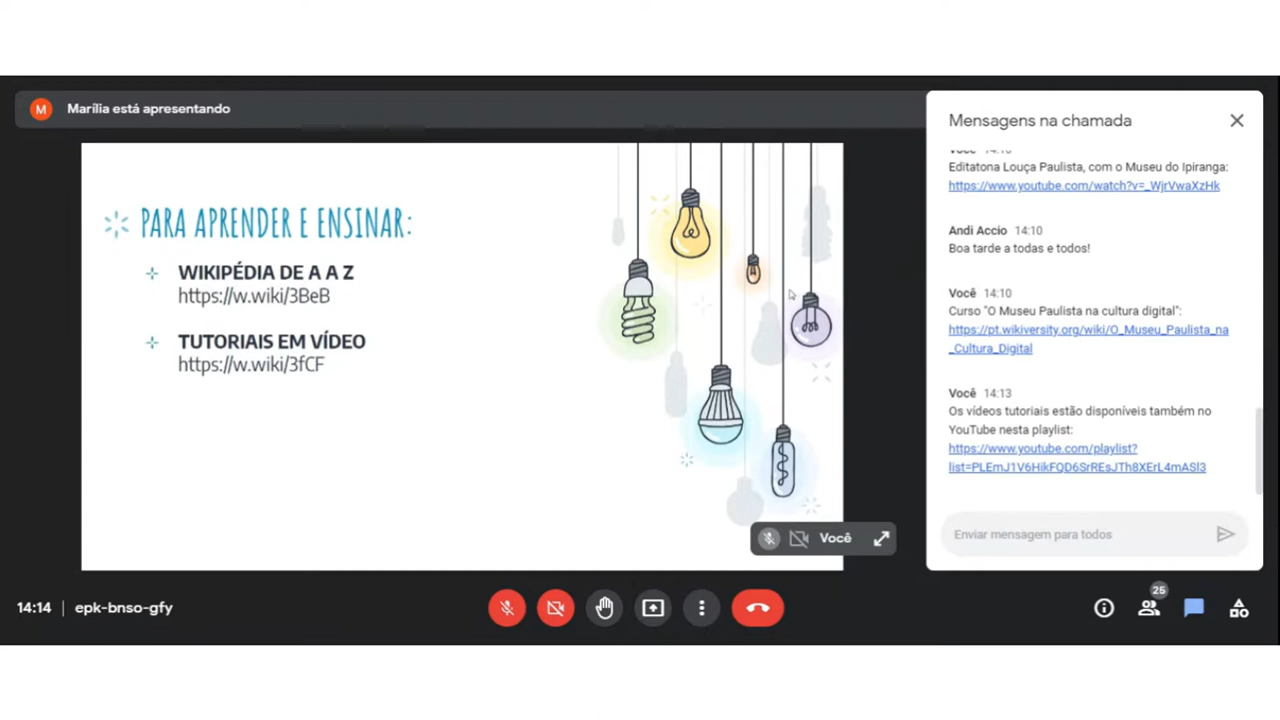 M Marília está apresentando
PARA APRENDER E ENSINAR:
WIKIPÉDIA DE A A Z
https://w.wiki/3BeB
TUTORIAIS EM VÍDEO
https://w.wiki/3fCF
Você
Mensagens na chamada
Você 14:10
Editatona Louça Paulista, com o Museu do Ipiranga:
https://www.youtube.com/watch?v=_WjrVwaXzHk
Andi Accio 14:10
Boa tarde a todas e todos!
Você 14:10
Curso "O Museu Paulista na cultura digital":
https://pt.wikiversity.org/wiki/O_Museu_Paulista_na
_Cultura_Digital
Você 14:13
Os vídeos tutoriais estão disponíveis também no
YouTube nesta playlist:
https://www.youtube.com/playlist?
list=PLEmJ1V6HikFQD6SrREsJTh8XErL4mASl3
Enviar mensagem para todos
14:14 | epk-bnso-gfy
25